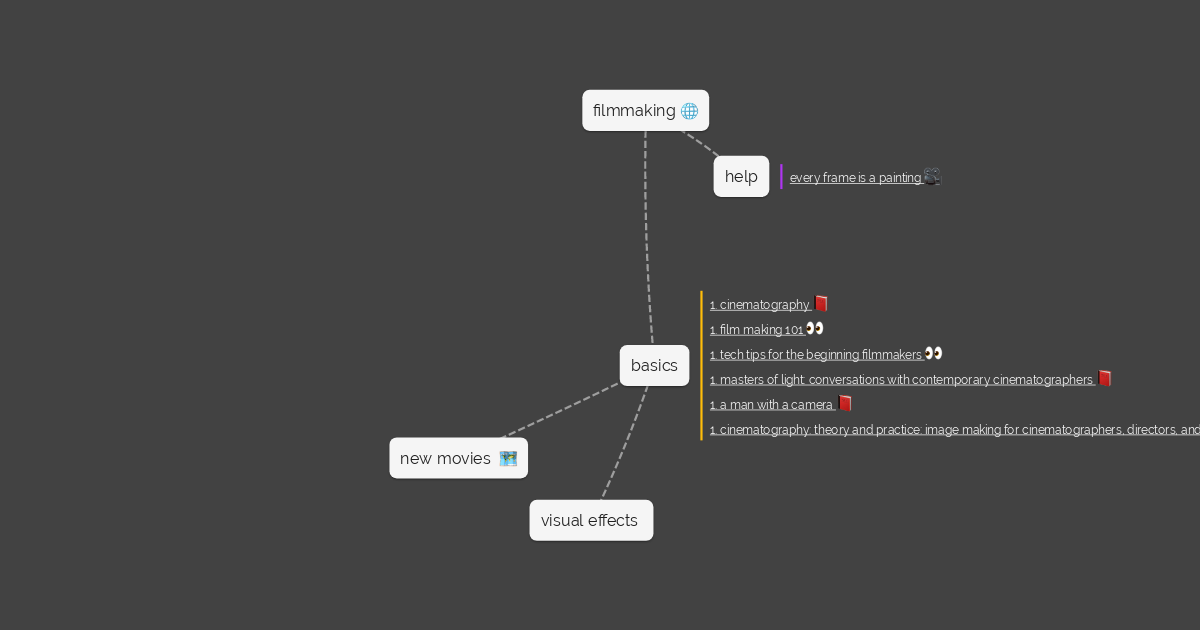 filmmaking
help
every frame is a painting
1. cinematography
1. film making 101
1. tech tips for the beginning filmmakers
basics
1. masters of light: conversations with contemporary cinematographers
1. a man with a camera
1. cinematography: theory and practice: image making for cinematographers, directors, and
new movies
visual effects